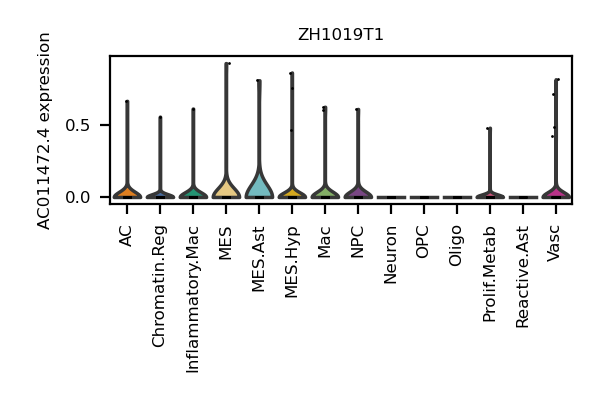 ZH1019T1
AC011472.4 expression
0.5
0.0
AC
Chromatin.Reg
Inflammatory.Mac
MES
MES.Ast
MES.Hyp
Mac
NPC
Neuron
OPC
Oligo
Prolif.Metab
Reactive.Ast
Vasc